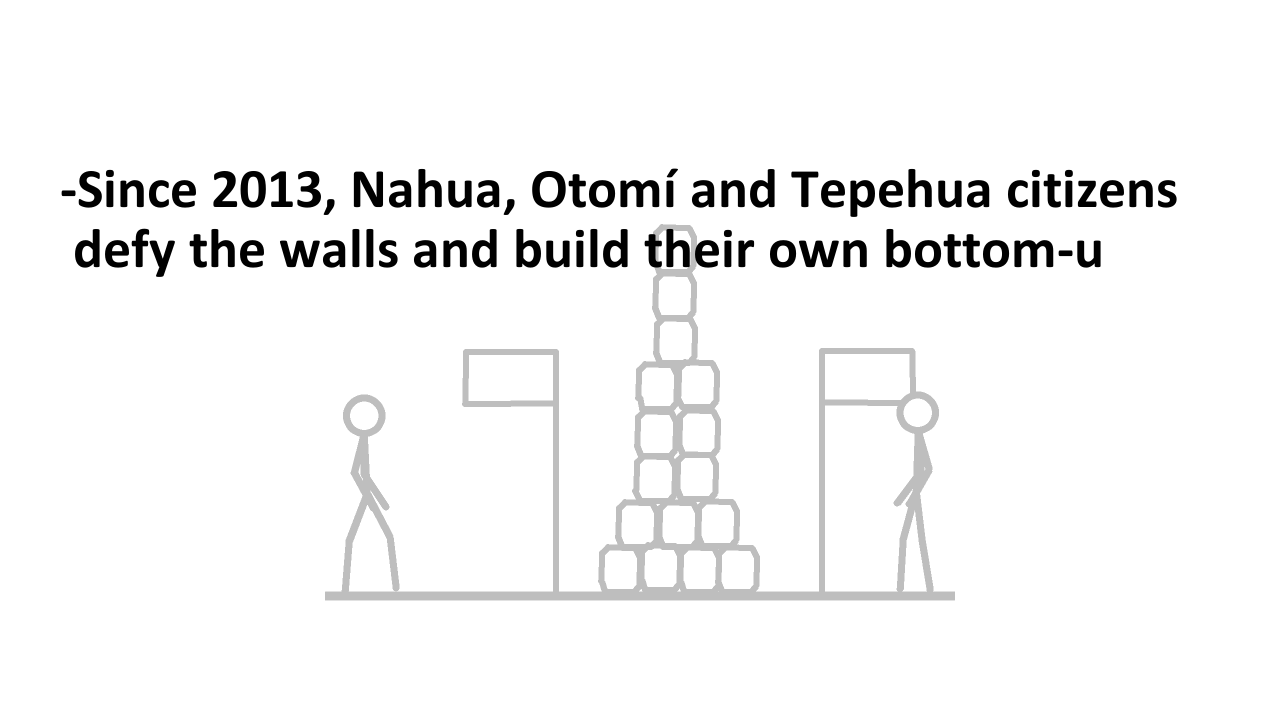 -Since 2013, Nahua, Otomí and Tepehua citizens
defy the walls and build their own bottom-u